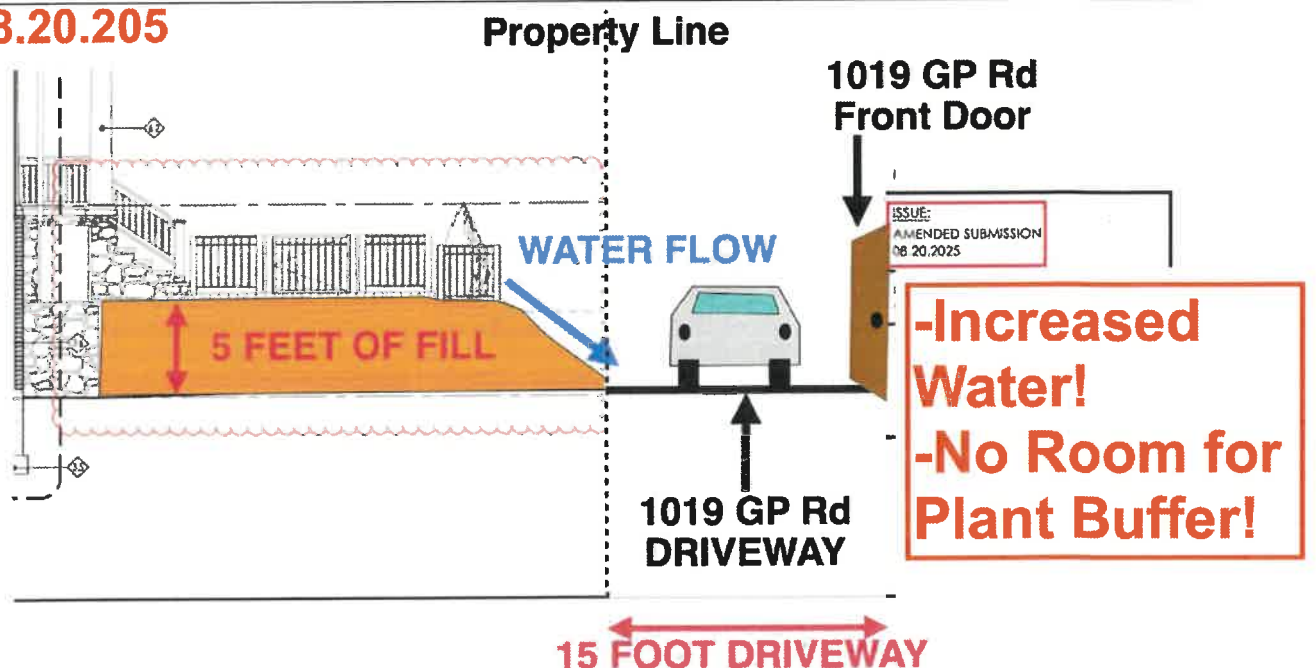 3.20.205
Property Line
1019 GP Rd
Front Door
ISSUE:
AMENDED SUBMISSION
08 20.2025
WATER FLOW
5 FEET OF FILL
-Increased
Water!
-No Room for
Plant Buffer!
1019 GP Rd
DRIVEWAY
15 FOOT DRIVEWAY